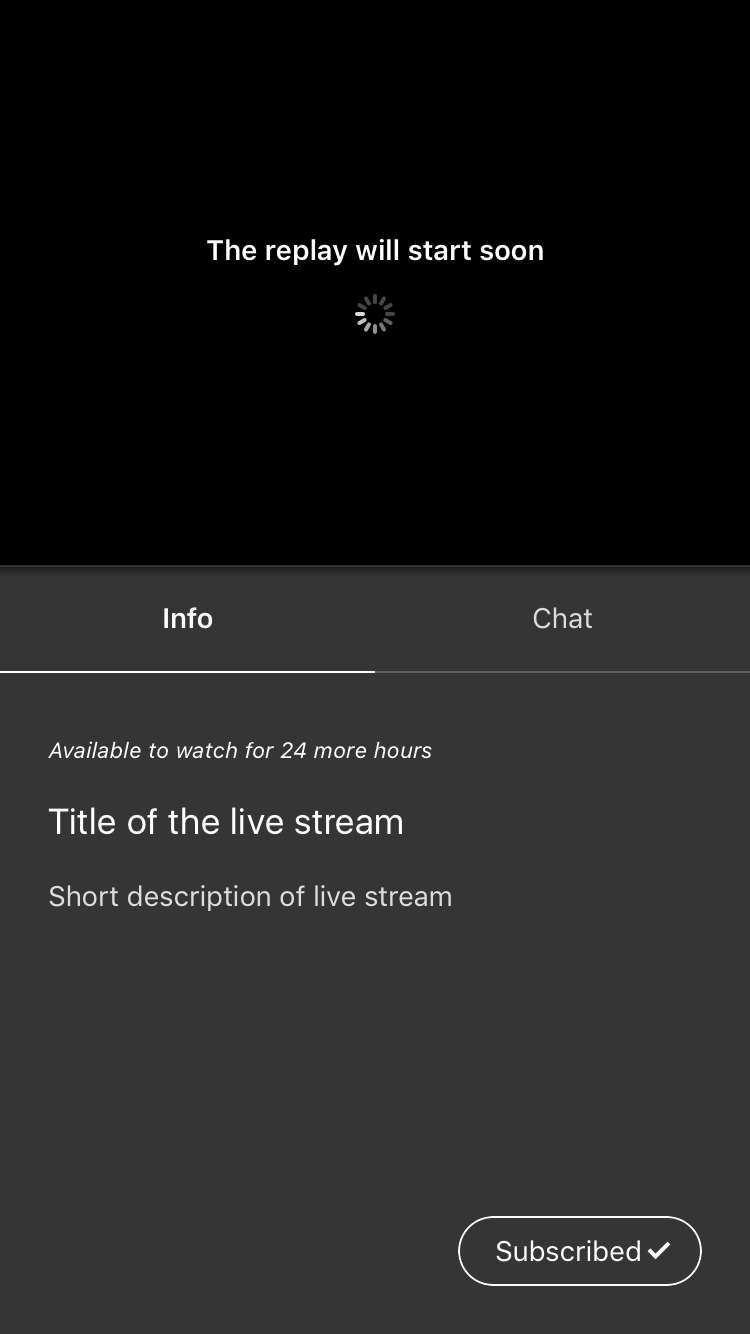 The replay will start soon
Info
Chat
Available to watch for 24 more hours
Title of the live stream
Short description of live stream
Subscribed